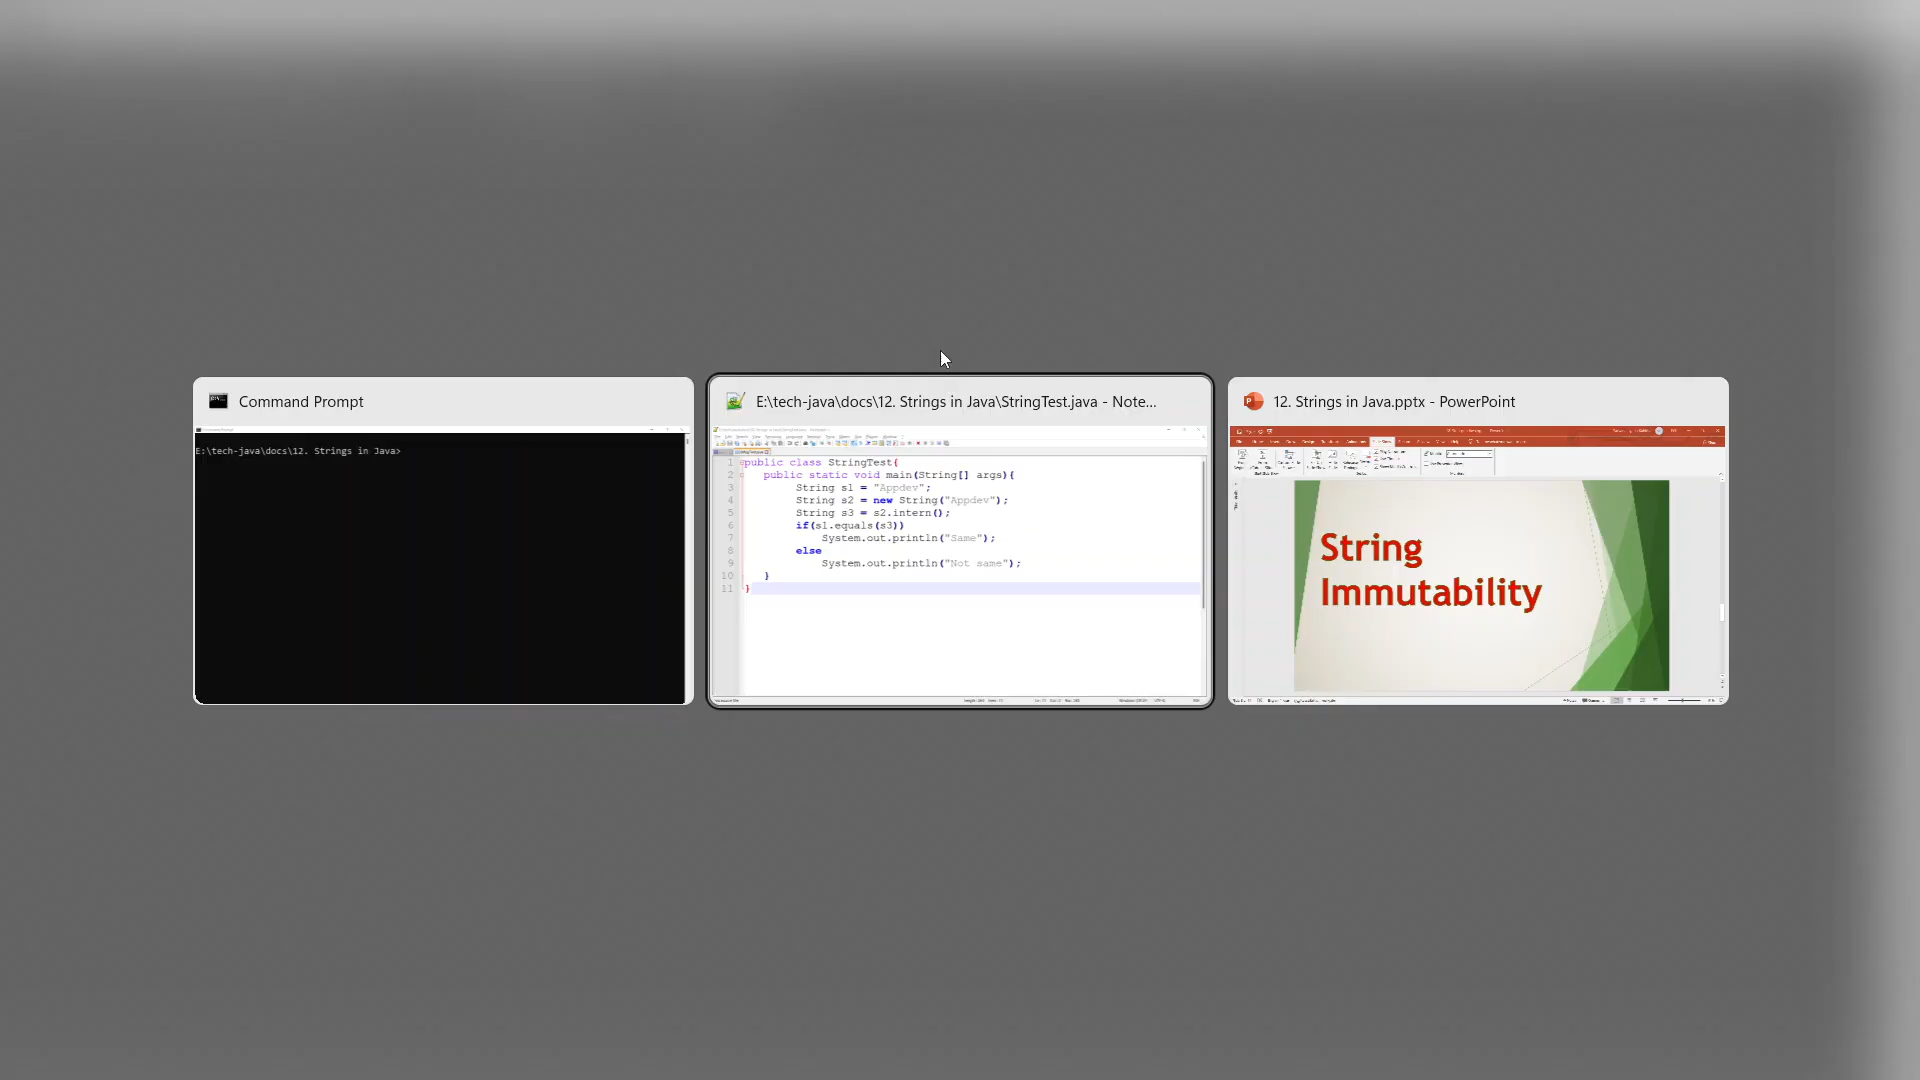 Command Prompt
E:\tech-java\docs\12. Strings in Java>
E:\tech-java\docs\12. Strings in Java\StringTest.java - Note...
1 public class StringTest{
2 public static void main(String[] args){
3 String s1 = "Appdev";
4 String s2 = new String("Appdev");
5 String s3 = s2.intern();
6 if(s1.equals(s3))
7 System.out.println("Same");
8 else
9 System.out.println("Not same");
10 }
11 }
12. Strings in Java.pptx - PowerPoint
String
Immutability